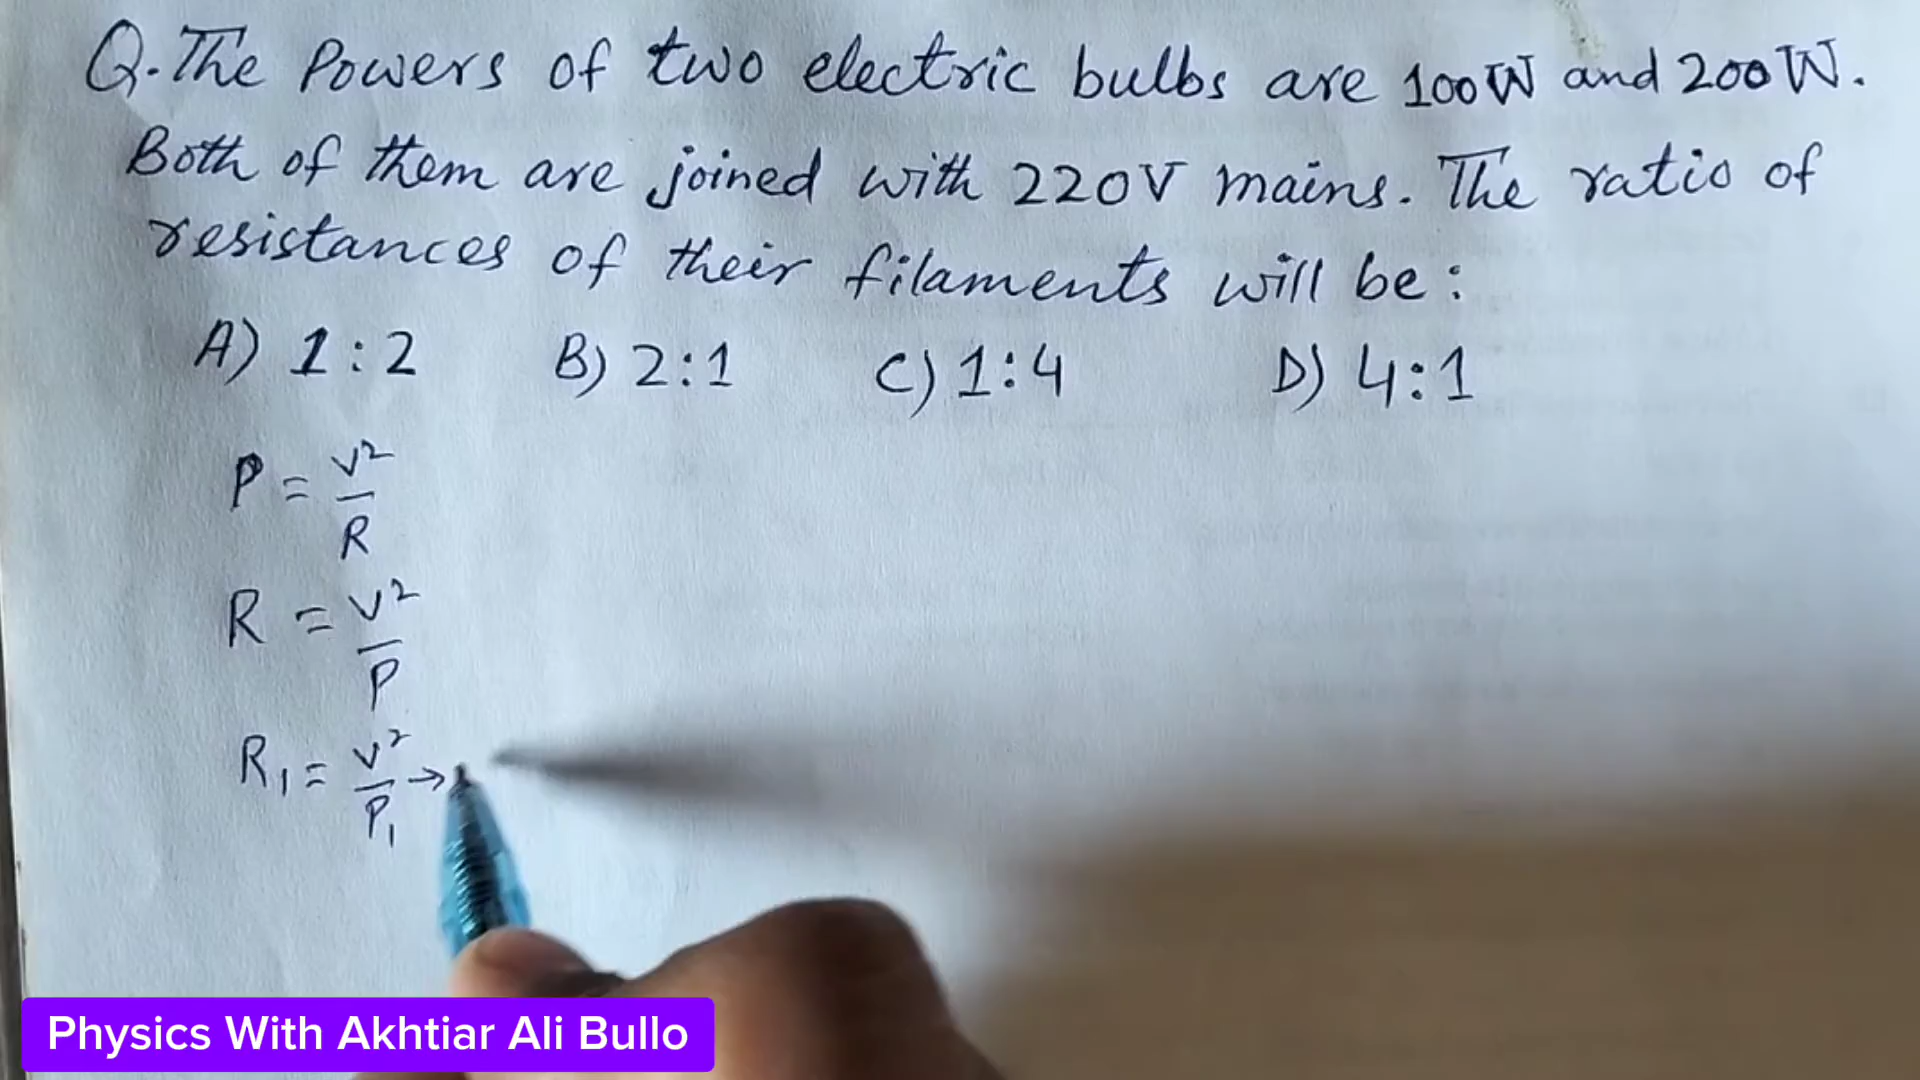 Q. The Powers of two electric bulbs are 100W and 200W.
Both of them are joined with 220V mains. The ratio of
resistances of their filaments will be:
A) 1:2 B) 2:1 C) 1:4 D) 4:1
P = V²/R
R = V²/P
R₁ = V²/P₁ →
Physics With Akhtiar Ali Bullo